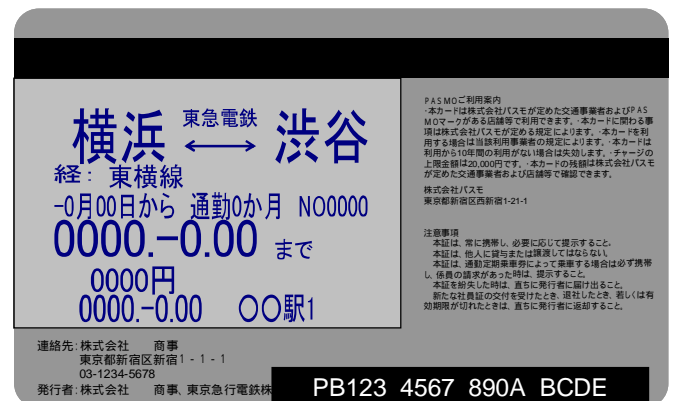 横浜 東急電鉄 ⟷ 渋谷
経: 東横線
-0月00日から 通勤0か月 NO0000
0000.-0.00 まで
0000円
0000.-0.00 〇〇駅1
PASMOご利用案内
・本カードは株式会社パスモが定めた交通事業者およびPAS
MOマークがある店舗等で利用できます。・本カードに関わる事
項は株式会社パスモが定める規定によります。・本カードを利
用する場合は当該利用事業者の規定によります。・本カードは
利用から10年間の利用がない場合は失効します。・チャージの
上限金額は20,000円です。・本カードの残額は株式会社パスモ
が定めた交通事業者および店舗等で確認できます。
株式会社パスモ
東京都新宿区西新宿1-21-1
注意事項
本証は、常に携帯し、必要に応じて提示すること。
本証は、他人に貸与または譲渡してはならない。
本証は、通勤定期乗車券によって乗車する場合は必ず携帯
し、係員の請求があった時は、提示すること。
本証を紛失した時は、直ちに発行者に届け出ること。
新たな社員証の交付を受けたとき、退社したとき、若しくは有
効期限が切れたときは、直ちに発行者に返却すること。
連絡先：株式会社　商事
東京都新宿区新宿1-1-1
03-1234-5678
発行者：株式会社　商事、東京急行電鉄株
PB123 4567 890A BCDE